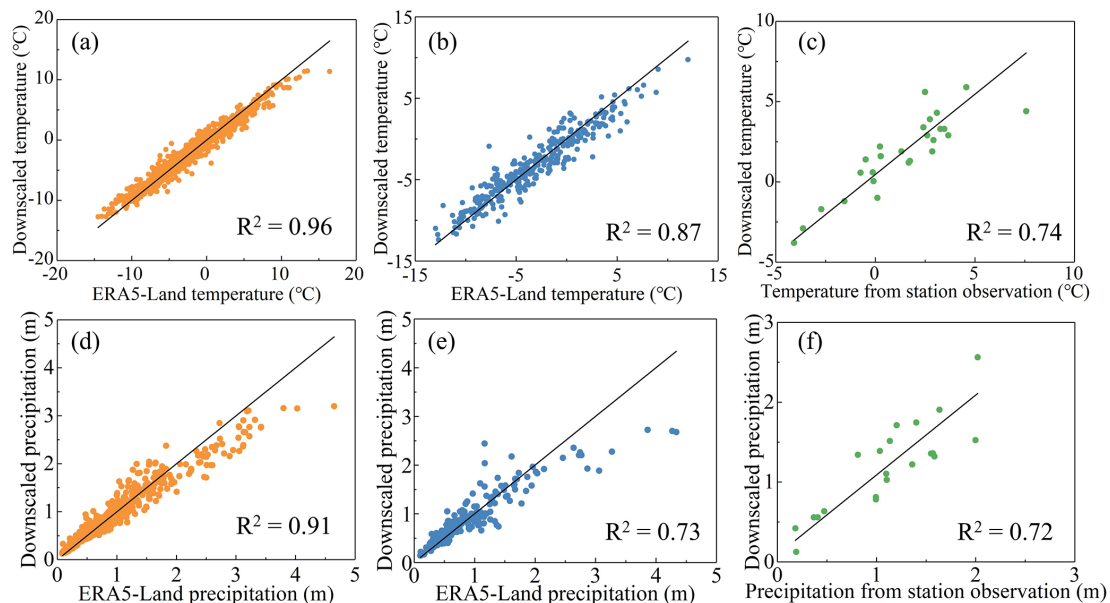 (a)
Downscaled temperature (℃)
20
10
0
-10
-20
-20
-10
0
10
20
R² = 0.96
ERA5-Land temperature (℃)
(b)
Downscaled temperature (℃)
15
5
-5
-15
-15
-5
5
15
R² = 0.87
ERA5-Land temperature (℃)
(c)
Downscaled temperature (℃)
10
5
0
-5
-5
0
5
10
R² = 0.74
Temperature from station observation (℃)
(d)
Downscaled precipitation (m)
5
4
3
2
1
0
0
1
2
3
4
5
R² = 0.91
ERA5-Land precipitation (m)
(e)
Downscaled precipitation (m)
5
4
3
2
1
0
0
1
2
3
4
5
R² = 0.73
ERA5-Land precipitation (m)
(f)
Downscaled precipitation (m)
3
2
1
0
0
1
2
3
R² = 0.72
Precipitation from station observation (m)